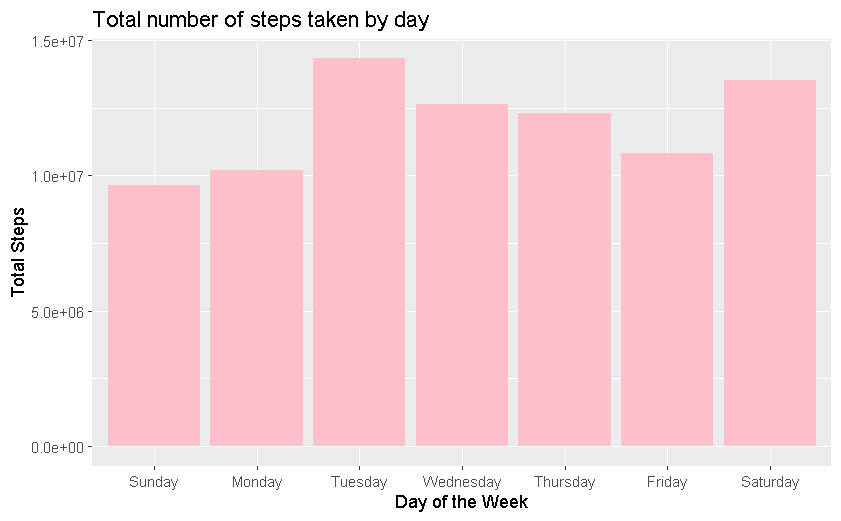 Total number of steps taken by day
1.5e+07
1.0e+07
5.0e+06
0.0e+00
Total Steps
Sunday Monday Tuesday Wednesday Thursday Friday Saturday
Day of the Week